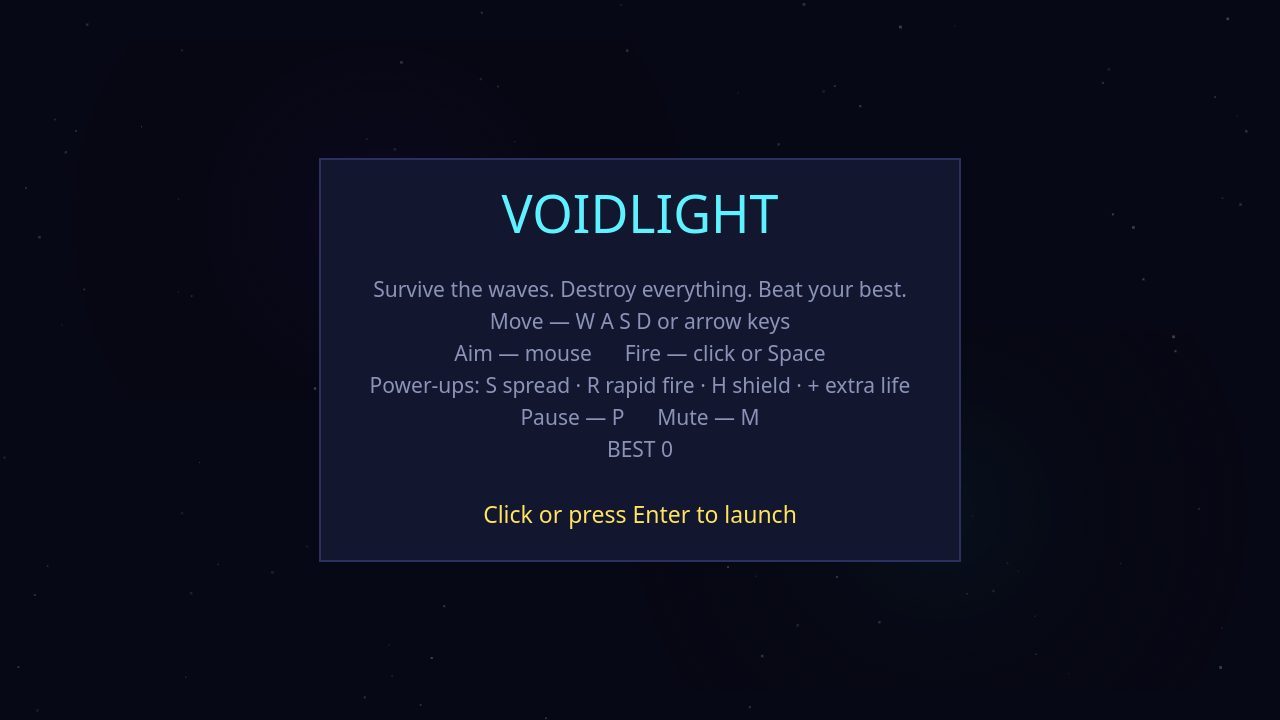 VOIDLIGHT
Survive the waves. Destroy everything. Beat your best.
Move — W A S D or arrow keys
Aim — mouse Fire — click or Space
Power-ups: S spread · R rapid fire · H shield · + extra life
Pause — P Mute — M
BEST 0
Click or press Enter to launch